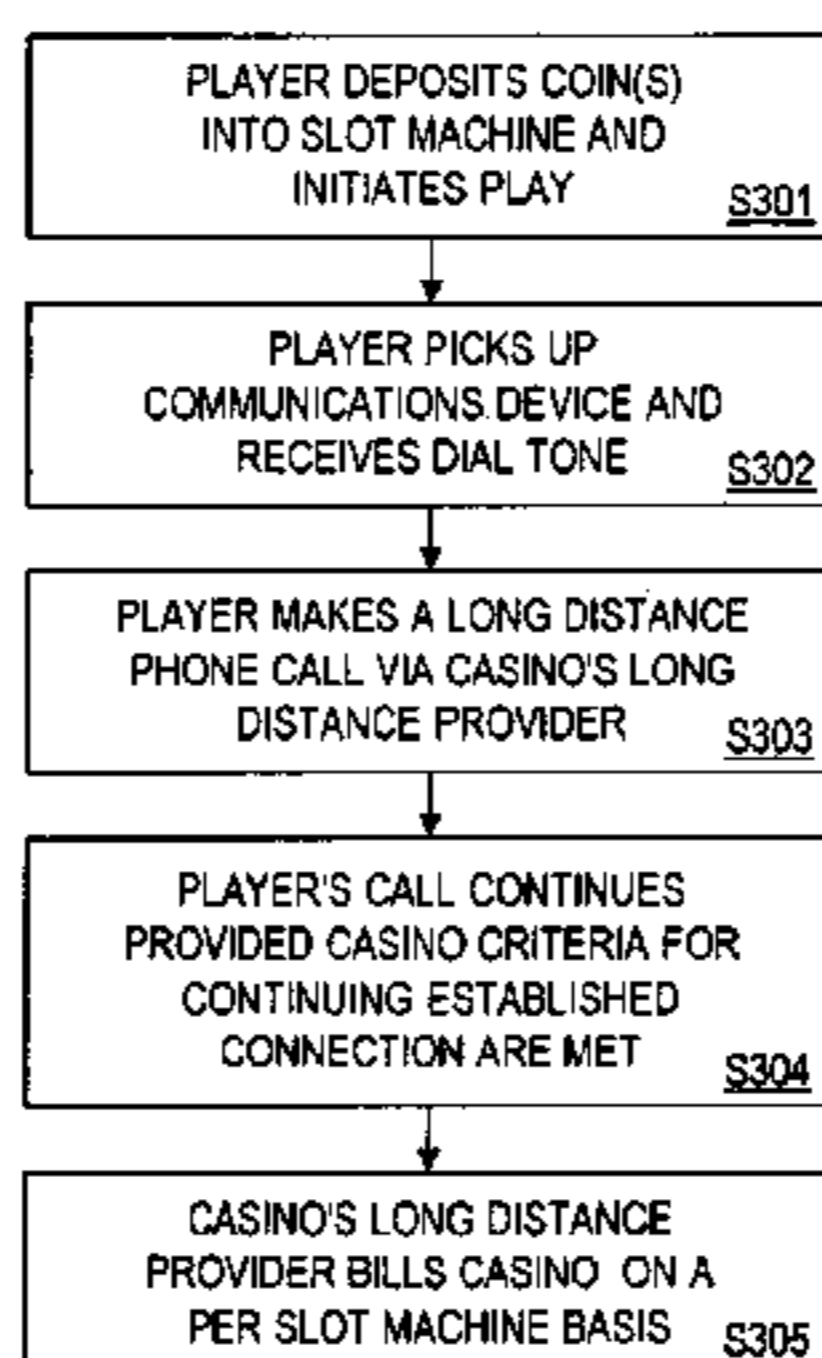 PLAYER DEPOSITS COIN(S)
INTO SLOT MACHINE AND
INITIATES PLAY
S301
PLAYER PICKS UP
COMMUNICATIONS DEVICE AND
RECEIVES DIAL TONE
S302
PLAYER MAKES A LONG DISTANCE
PHONE CALL VIA CASINO'S LONG
DISTANCE PROVIDER
S303
PLAYER'S CALL CONTINUES
PROVIDED CASINO CRITERIA FOR
CONTINUING ESTABLISHED
CONNECTION ARE MET
S304
CASINO'S LONG DISTANCE
PROVIDER BILLS CASINO ON A
PER SLOT MACHINE BASIS
S305